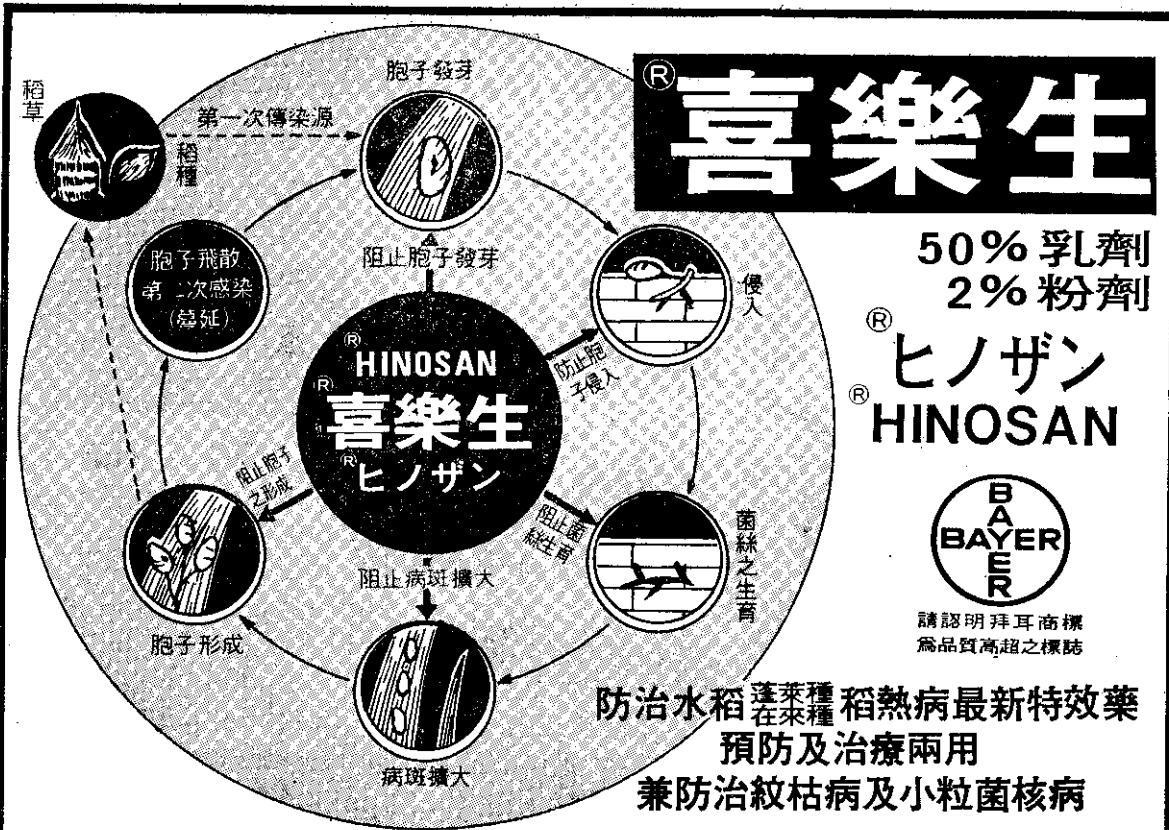 稻草
稻種
第一次傳染源
胞子發芽
阻止胞子發芽
侵入
防止胞
子侵入
菌絲之生育
阻止菌
絲生育
阻止病斑擴大
病斑擴大
阻止胞子
之形成
胞子形成
胞子飛散
第二次感染
(蔓延)
®
HINOSAN
®
喜樂生
®
ヒノザン
®
喜樂生
50%乳劑
2%粉劑
®
ヒノザン
®
HINOSAN
BAYER
BAYER
請認明拜耳商標
為品質高超之標誌
防治水稻蓬萊種在來種稻熱病最新特效藥
預防及治療兩用
兼防治紋枯病及小粒菌核病